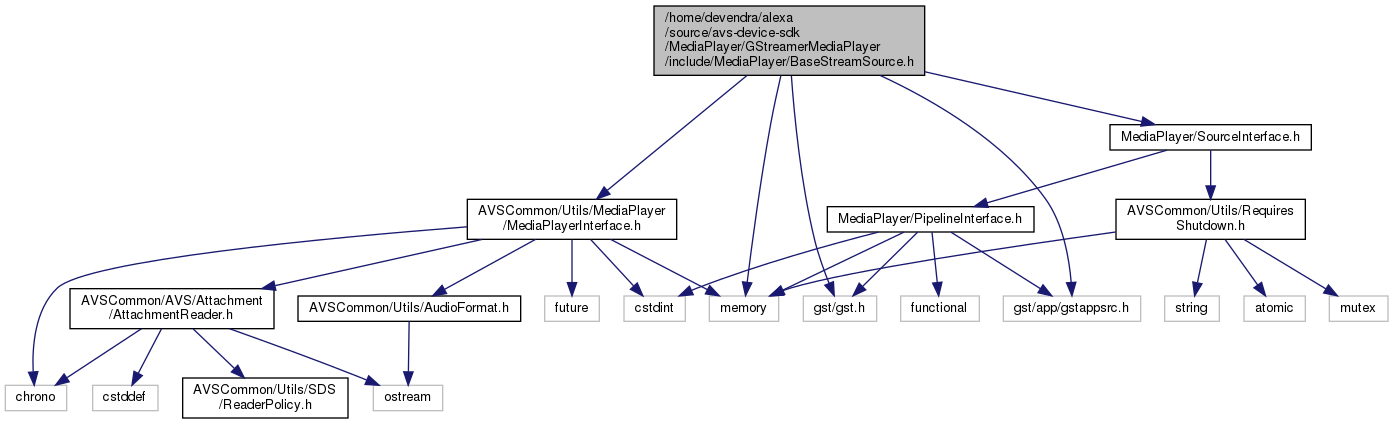 /home/devendra/alexa
/source/avs-device-sdk
/MediaPlayer/GStreamerMediaPlayer
/include/MediaPlayer/BaseStreamSource.h
MediaPlayer/SourceInterface.h
AVSCommon/Utils/MediaPlayer
/MediaPlayerInterface.h
MediaPlayer/PipelineInterface.h
AVSCommon/Utils/Requires
Shutdown.h
AVSCommon/AVS/Attachment
/AttachmentReader.h
AVSCommon/Utils/AudioFormat.h
future
cstdint
memory
gst/gst.h
functional
gst/app/gstappsrc.h
string
atomic
mutex
chrono
cstddef
AVSCommon/Utils/SDS
/ReaderPolicy.h
ostream